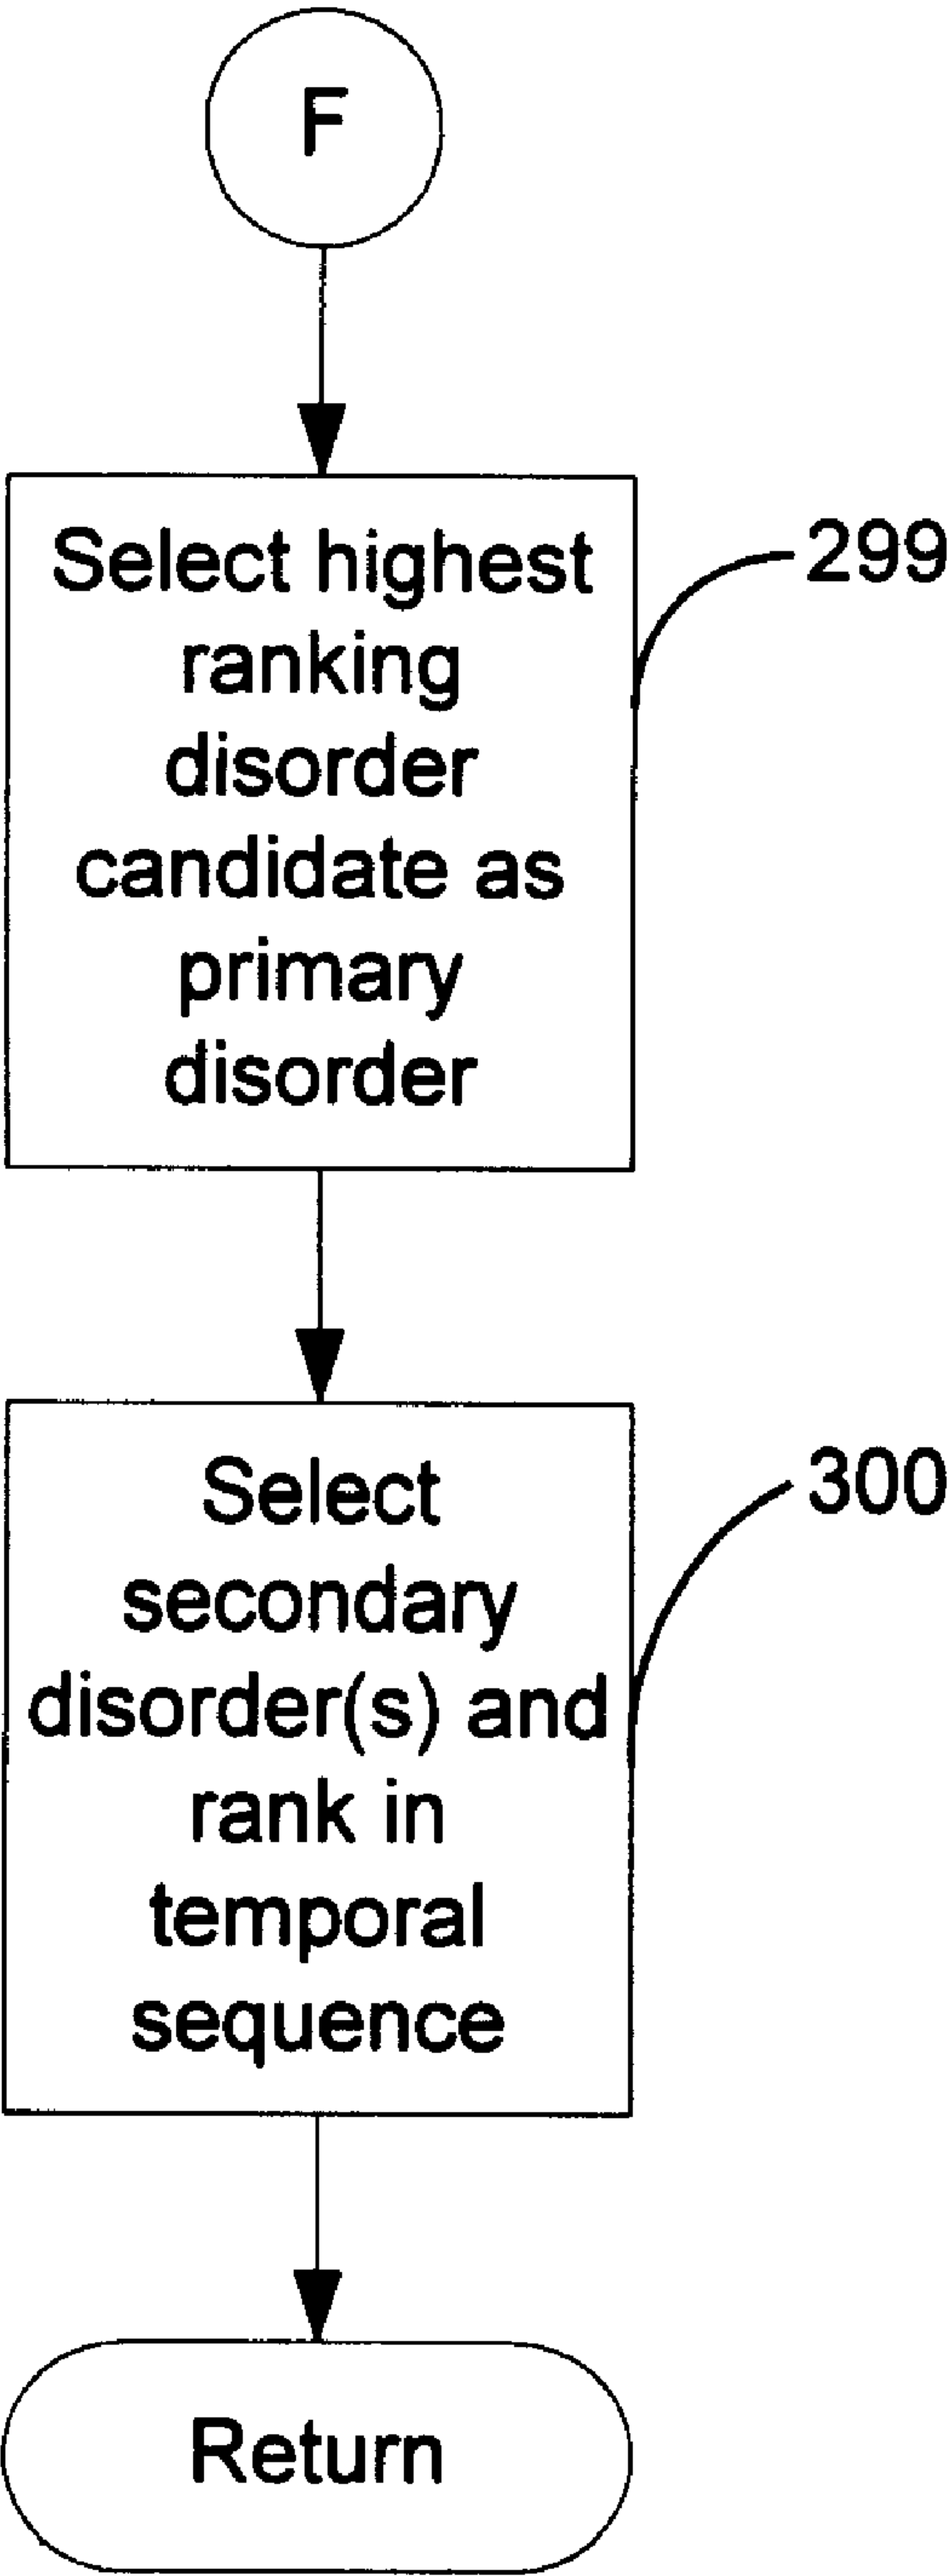 F
Select highest
ranking
disorder
candidate as
primary
disorder
299
Select
secondary
disorder(s) and
rank in
temporal
sequence
300
Return